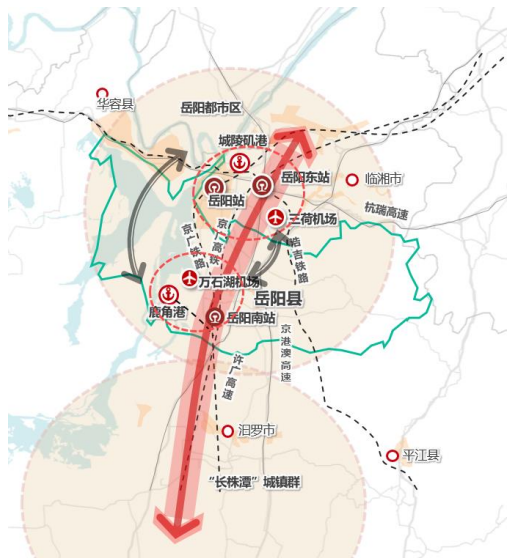 华容县
岳阳都市区
城陵矶港
岳阳东站
岳阳站
临湘市
杭瑞高速
三荷机场
京广铁路
京广高铁
浩吉铁路
万石湖机场
岳阳县
鹿角港
岳阳南站
京港澳高速
许广高速
汨罗市
平江县
“长株潭”城镇群